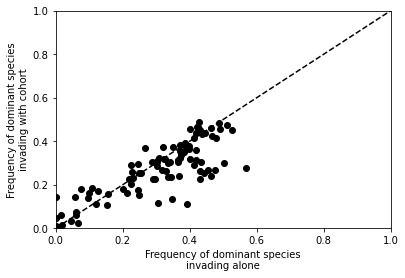 Frequency of dominant species
invading with cohort
1.0
0.8
0.6
0.4
0.2
0.0
0.0 0.2 0.4 0.6 0.8 1.0
Frequency of dominant species
invading alone